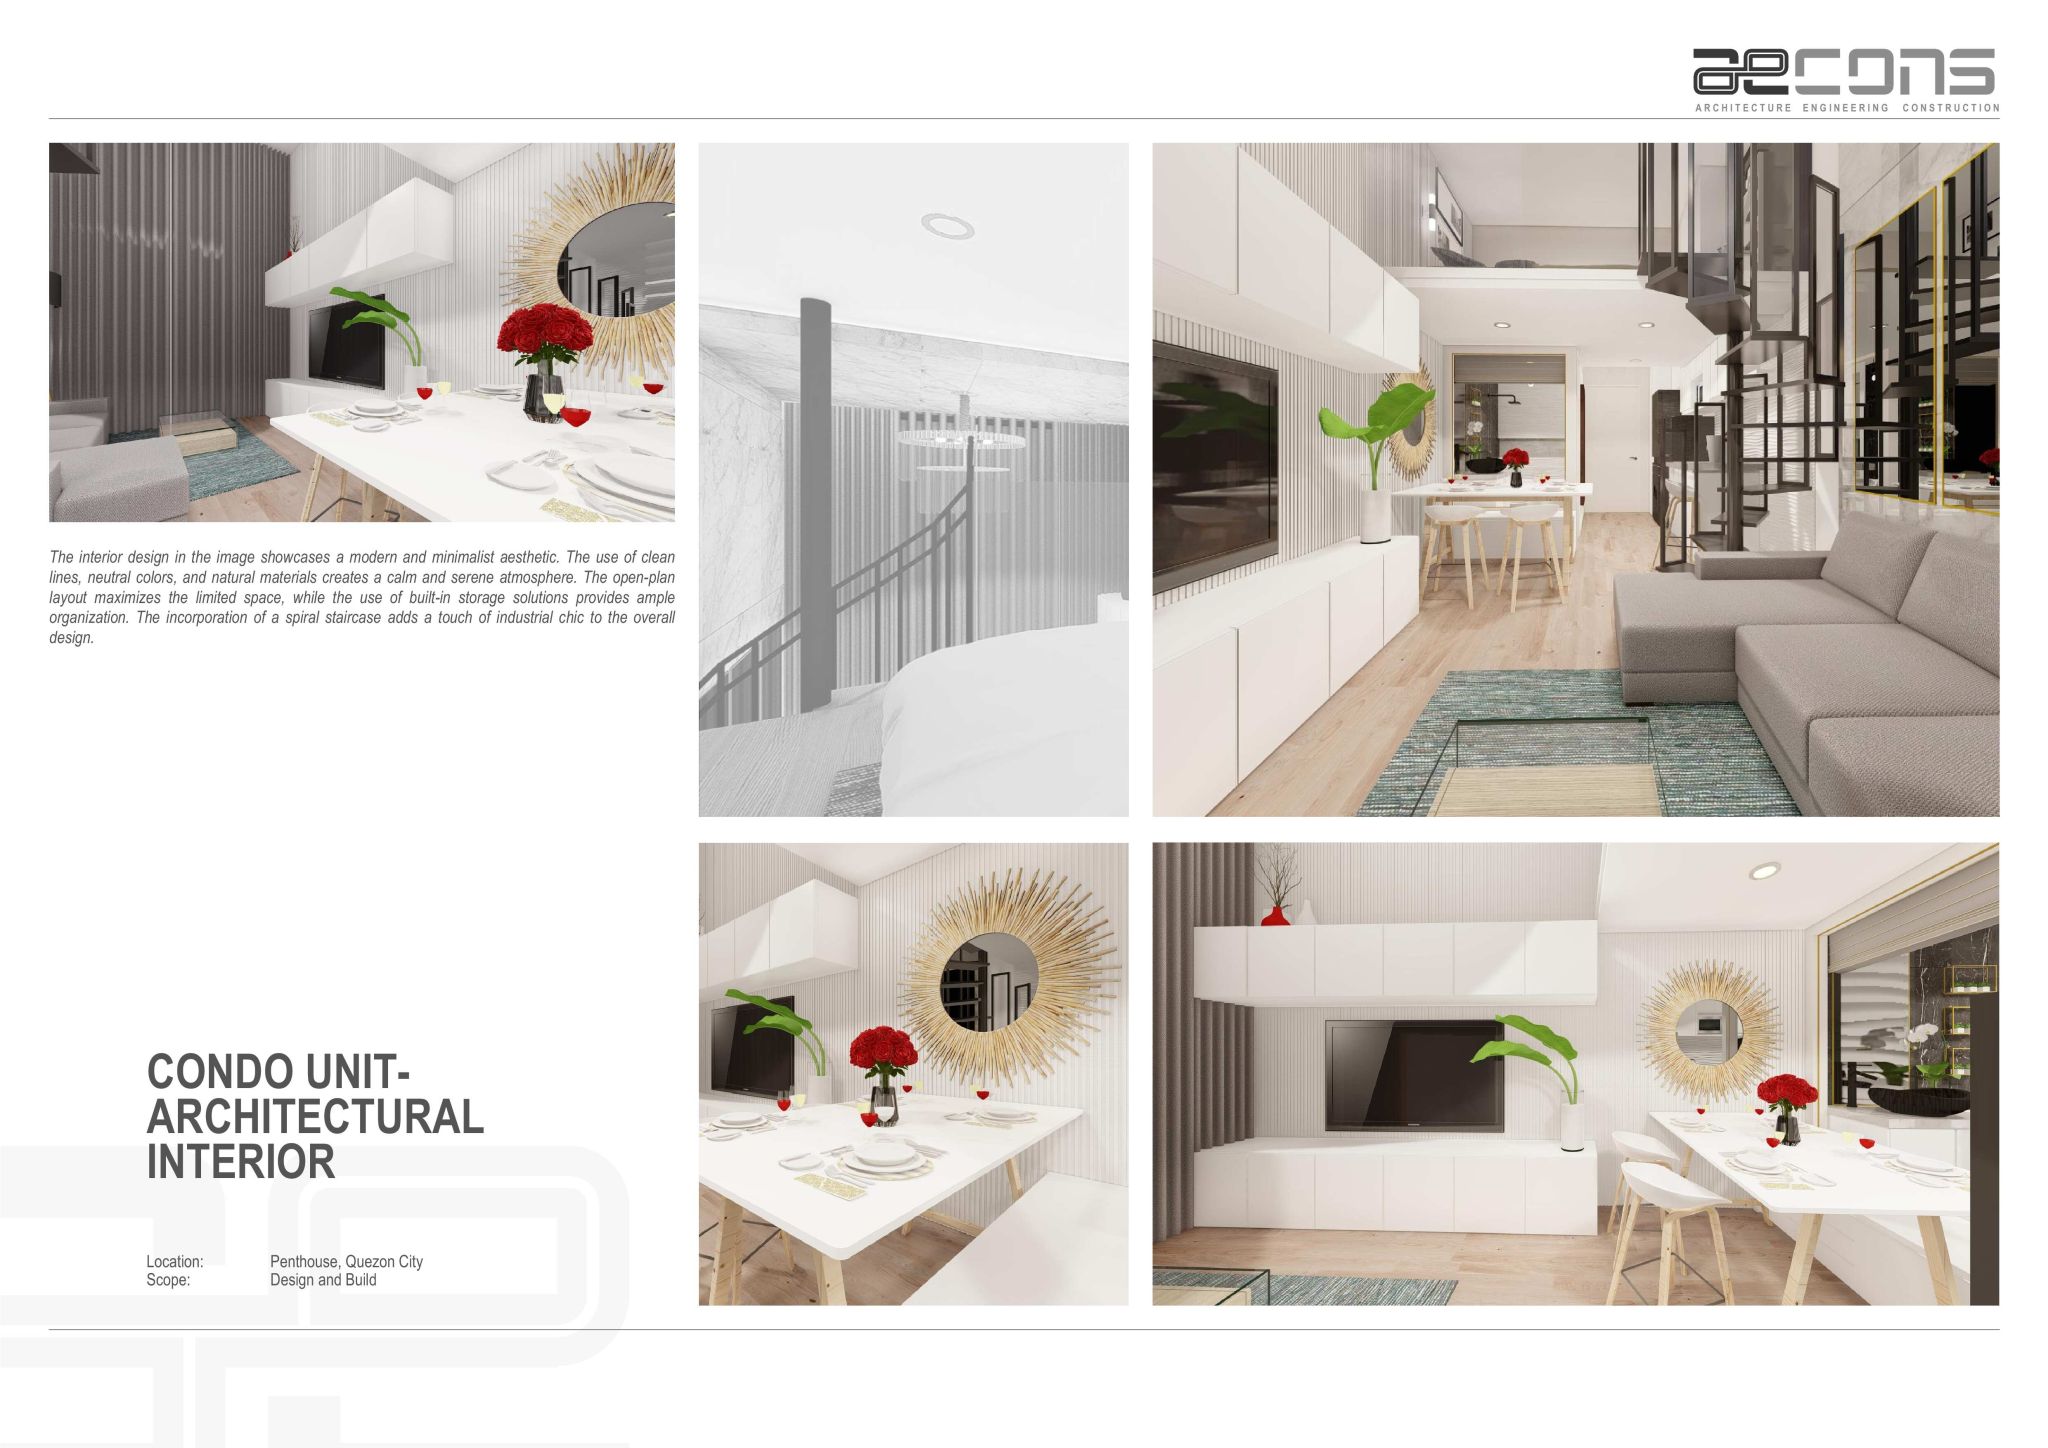 aecons
ARCHITECTURE ENGINEERING CONSTRUCTION
The interior design in the image showcases a modern and minimalist aesthetic. The use of clean
lines, neutral colors, and natural materials creates a calm and serene atmosphere. The open-plan
layout maximizes the limited space, while the use of built-in storage solutions provides ample
organization. The incorporation of a spiral staircase adds a touch of industrial chic to the overall
design.
CONDO UNIT-
ARCHITECTURAL
INTERIOR
Location: Penthouse, Quezon City
Scope: Design and Build